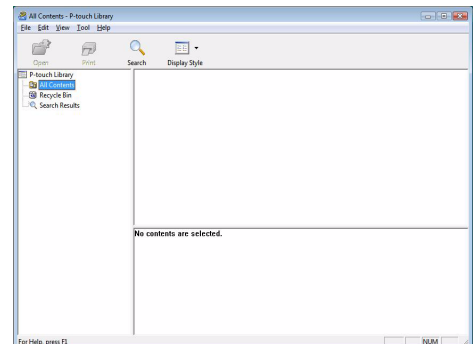 All Contents - P-touch Library
File Edit View Tool Help
Open Print Search Display Style
P-touch Library
All Contents
Recycle Bin
Search Results
No contents are selected.
For Help, press F1
NUM